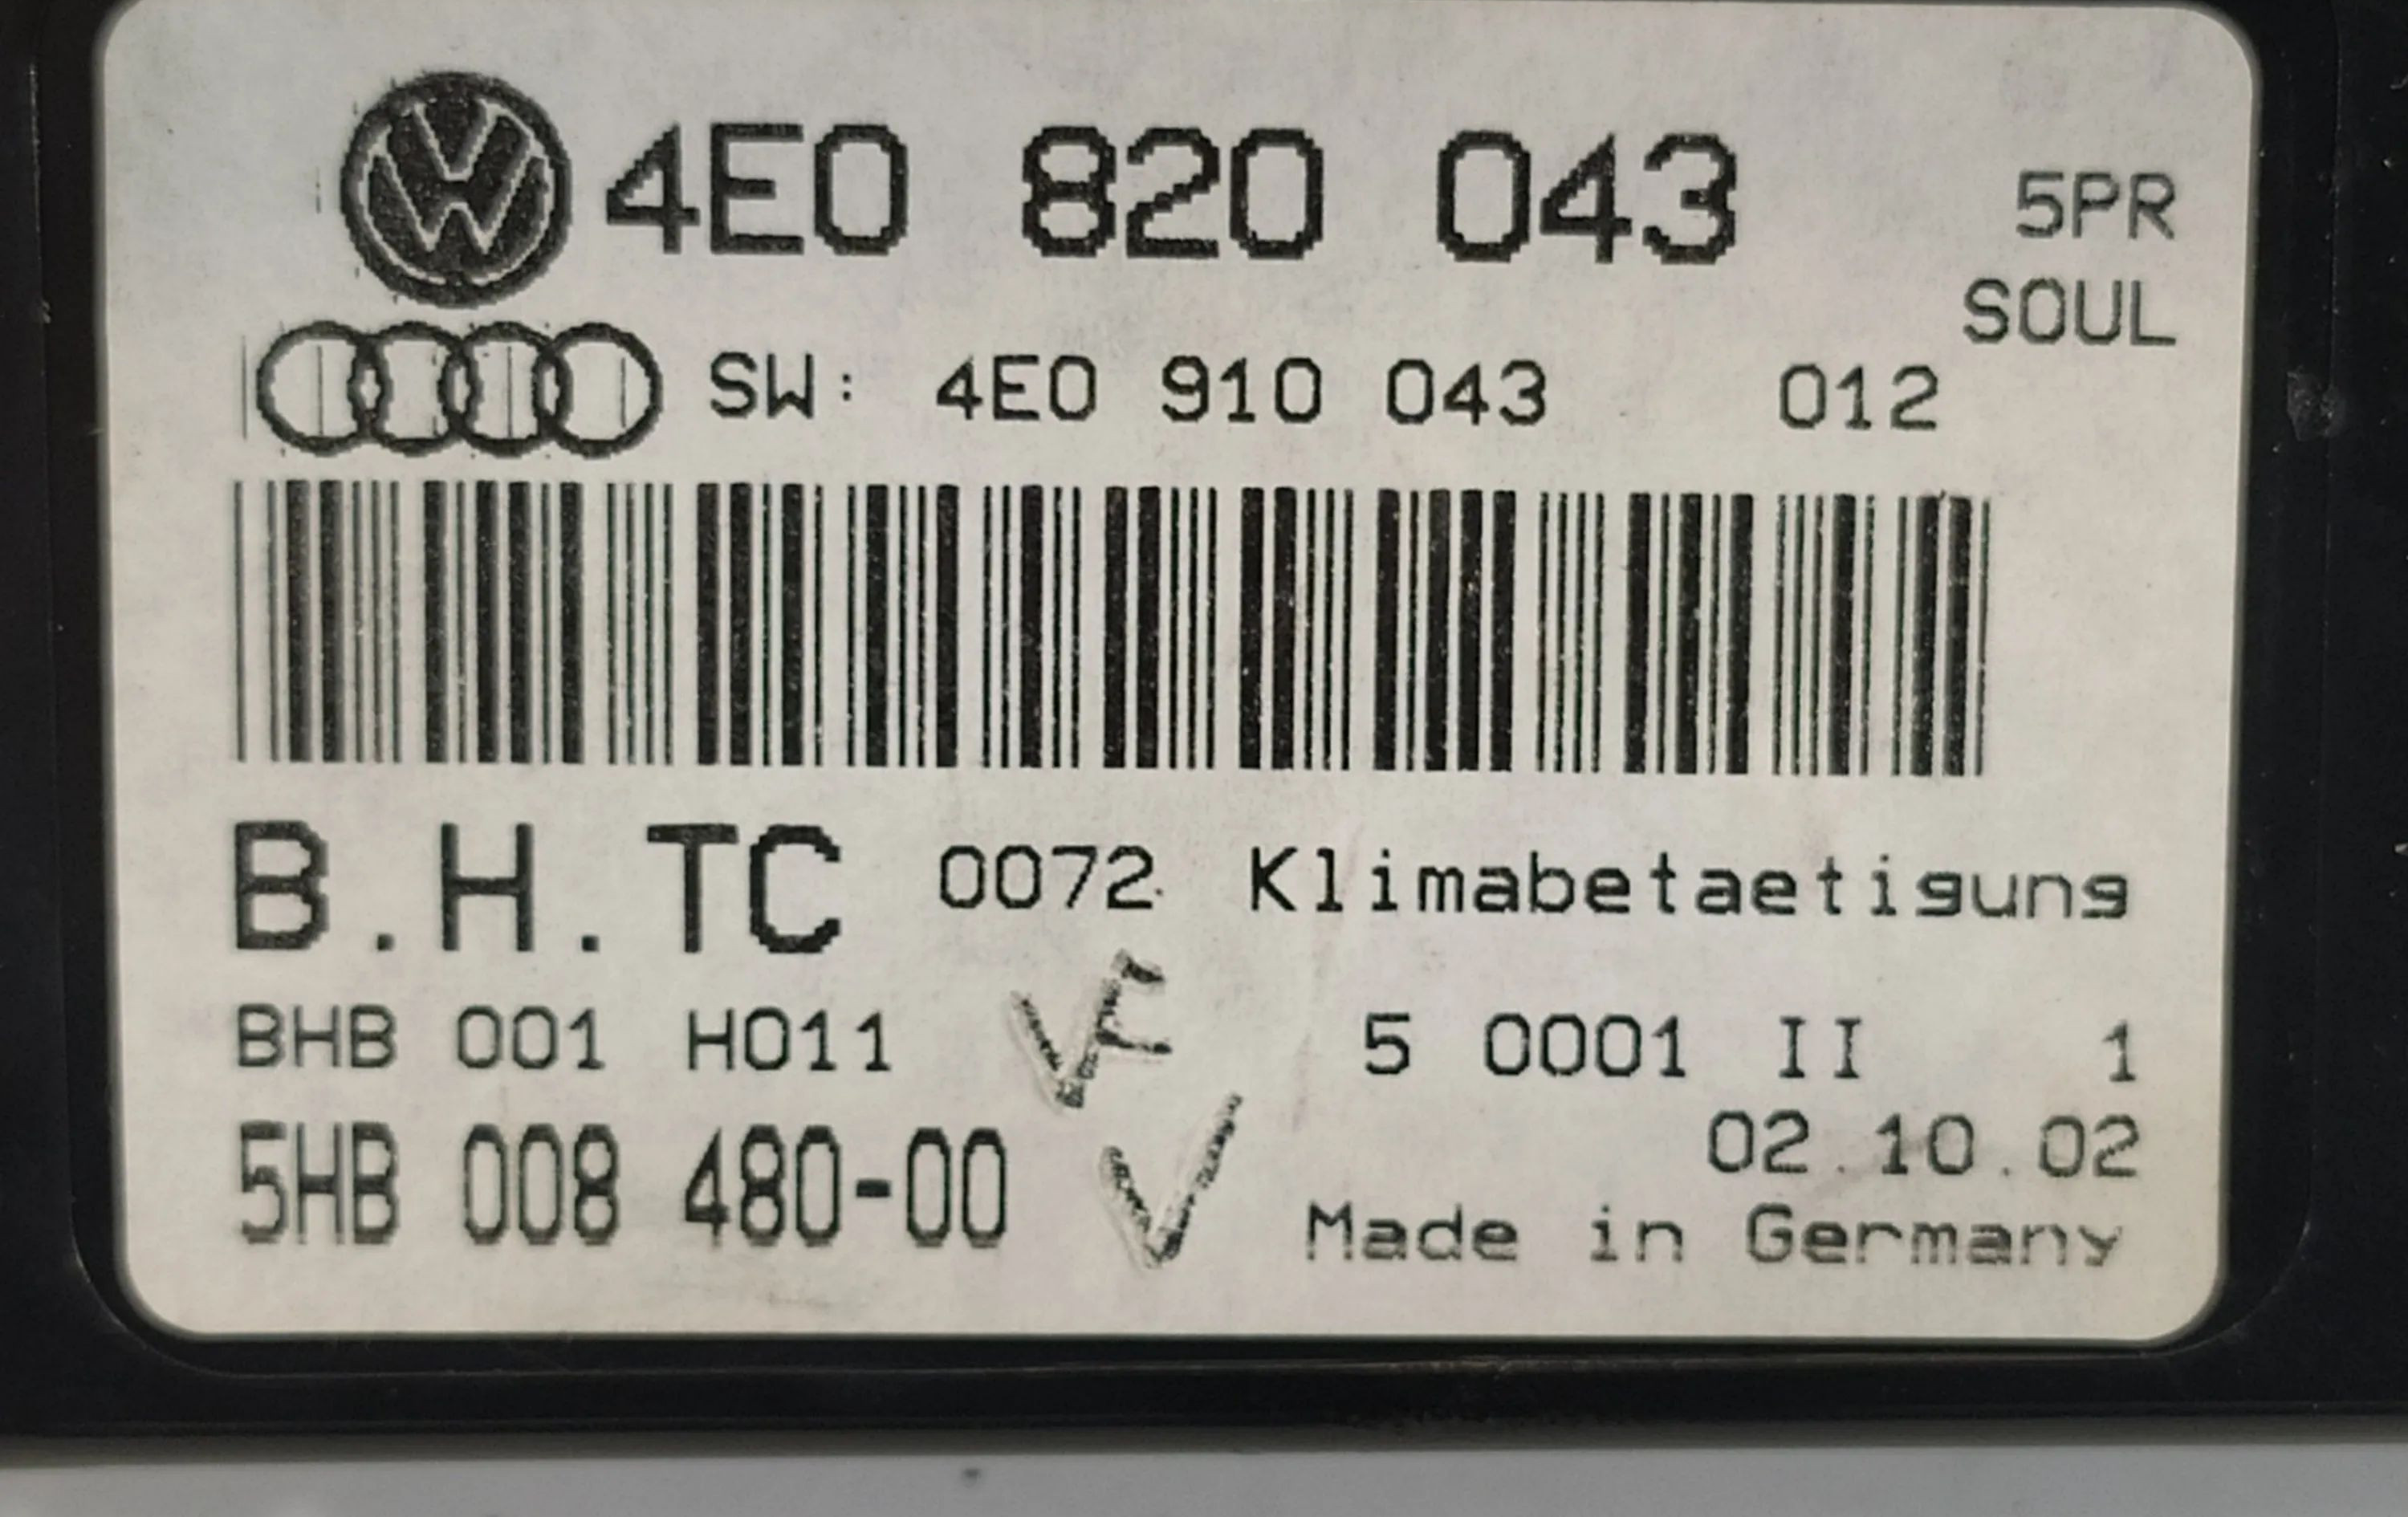 4E0 820 043 5PR
SOUL
SW: 4E0 910 043 012
B.H.TC 0072 Klimabetaetigung
BHB 001 H011 5 0001 II 1
02.10.02
5HB 008 480-00
Made in Germany